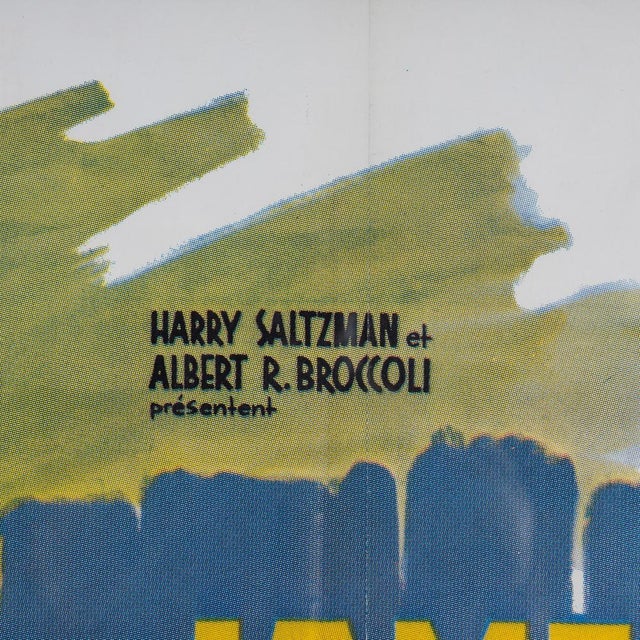 HARRY SALTZMAN et
ALBERT R. BROCCOLI
présentent